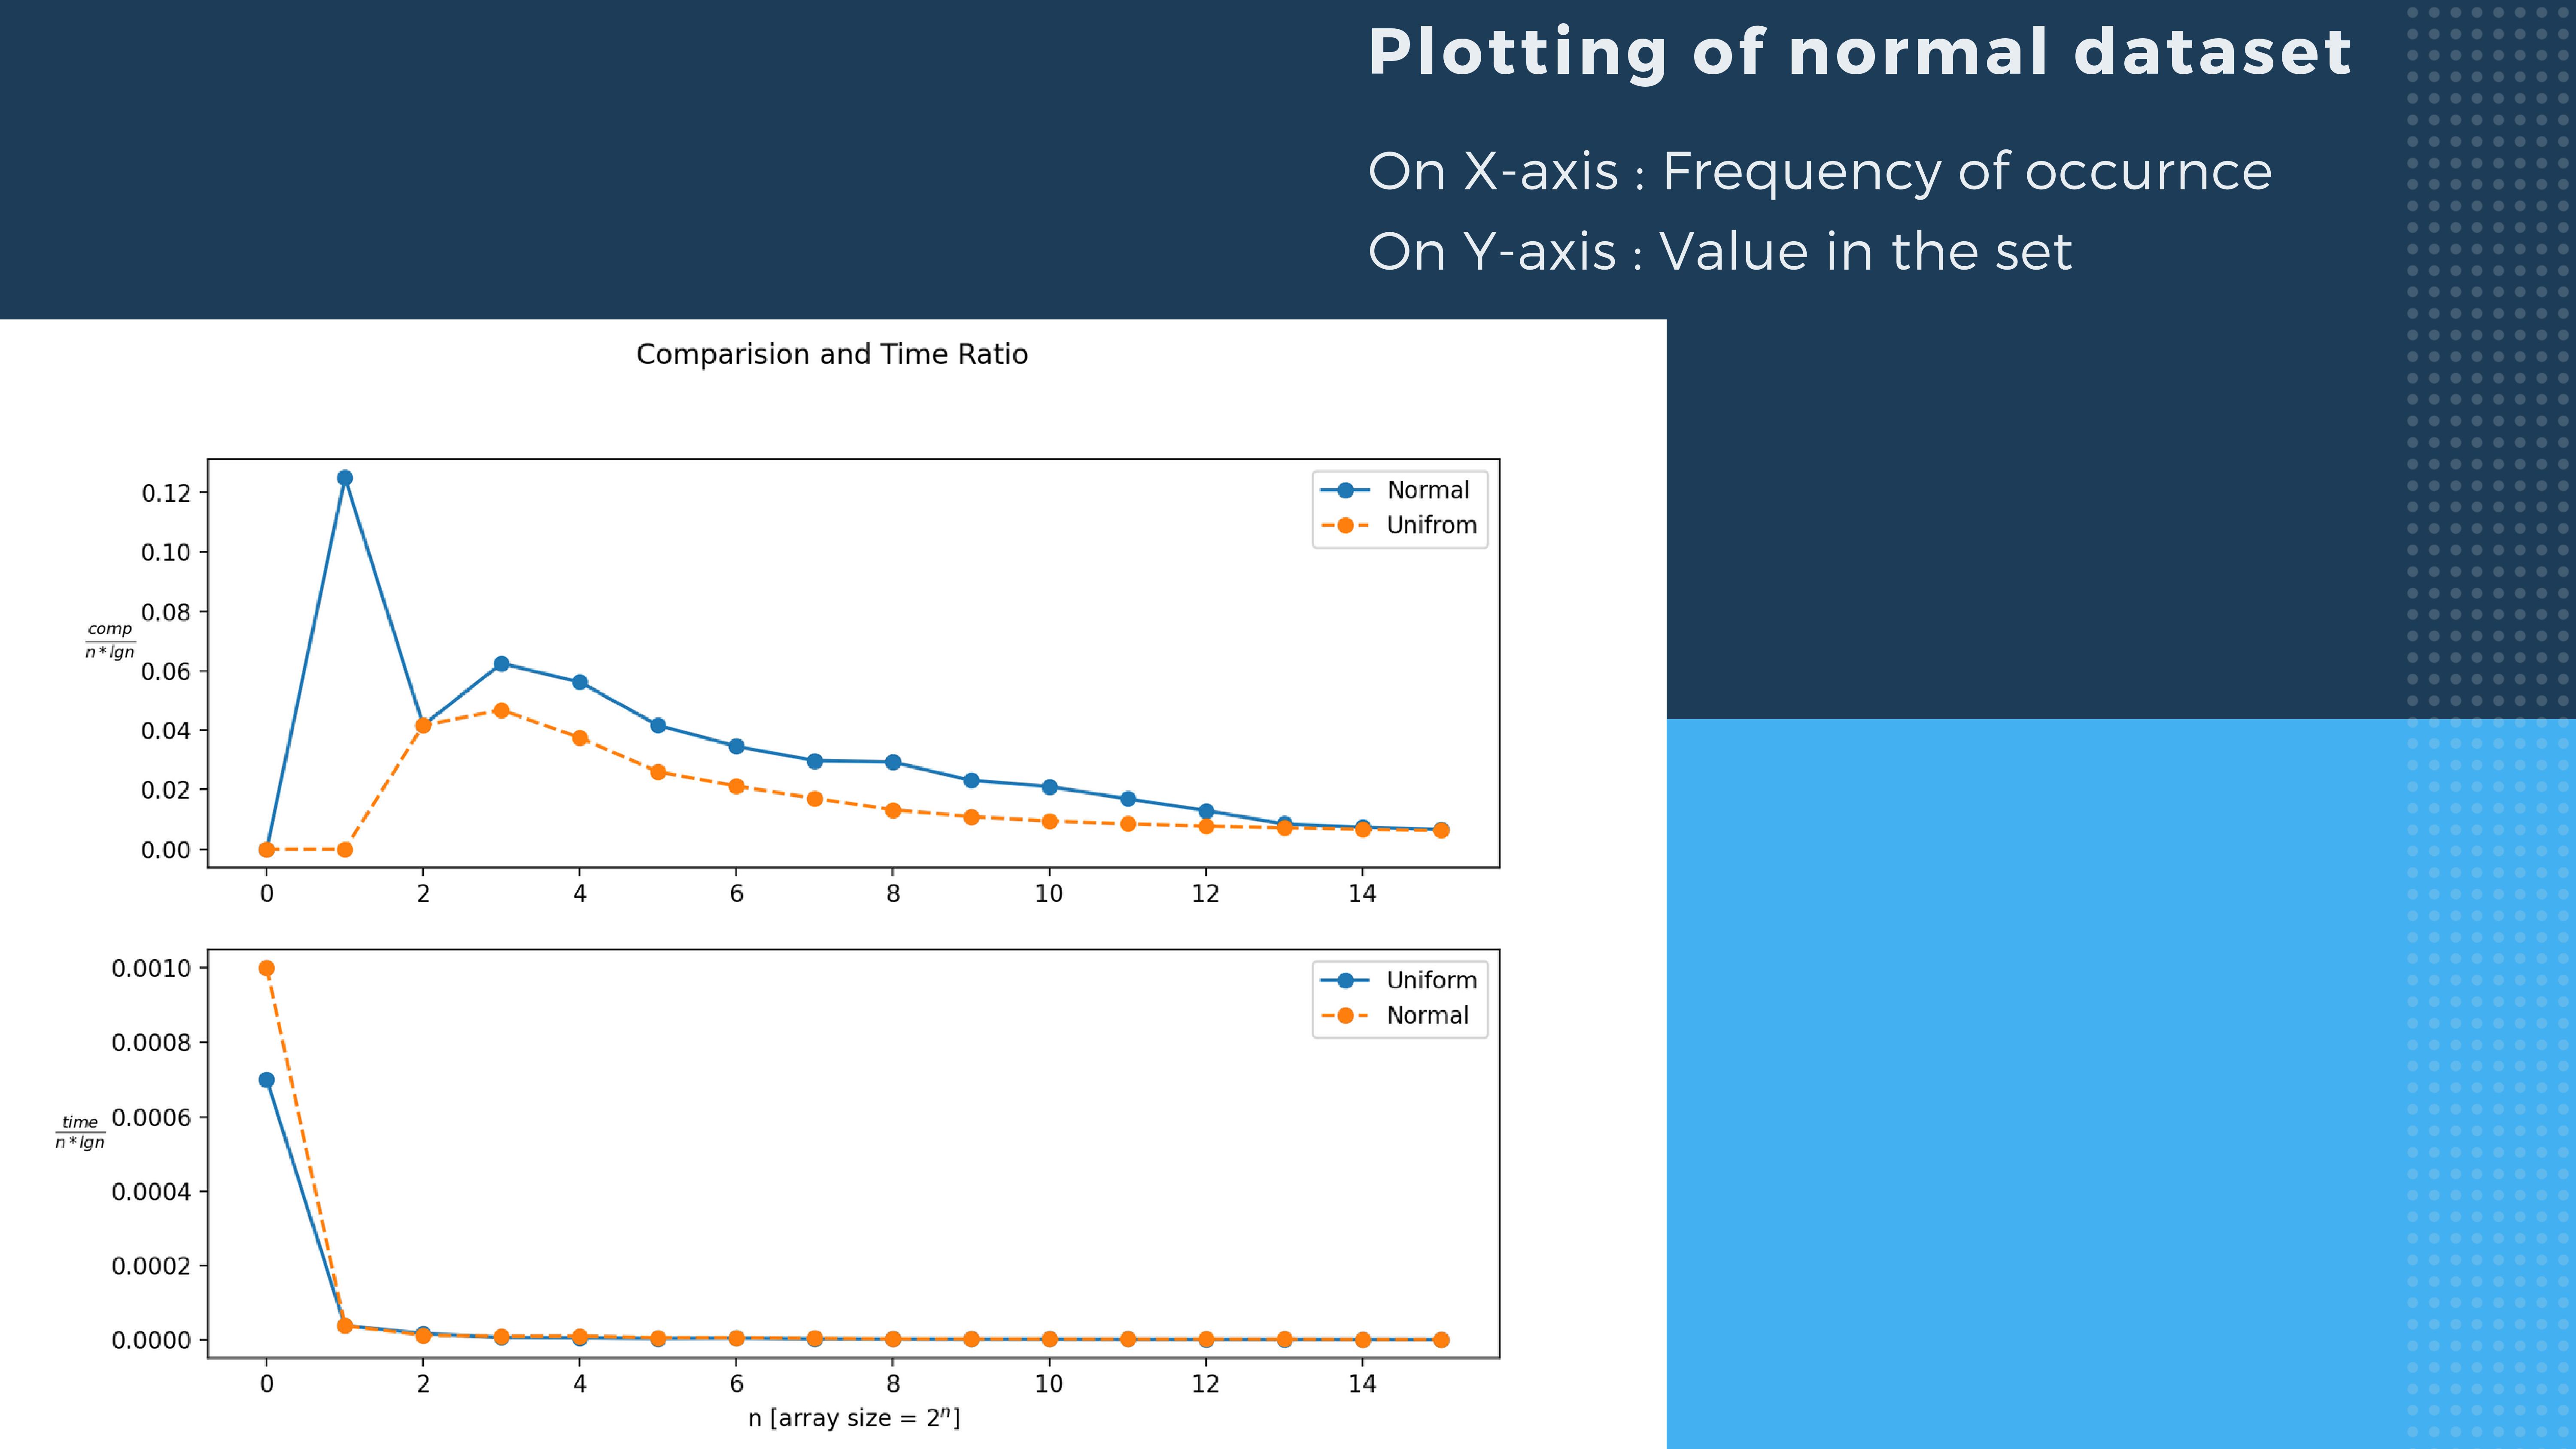 Plotting of normal dataset
On X-axis : Frequency of occurnce
On Y-axis : Value in the set
Comparision and Time Ratio
0.12
0.10
0.08
0.06
0.04
0.02
0.00
comp
n * lgn
Normal
Unifrom
0 2 4 6 8 10 12 14
0.0010
0.0008
0.0006
0.0004
0.0002
0.0000
time
n * lgn
Uniform
Normal
0 2 4 6 8 10 12 14
n [array size = 2ⁿ]